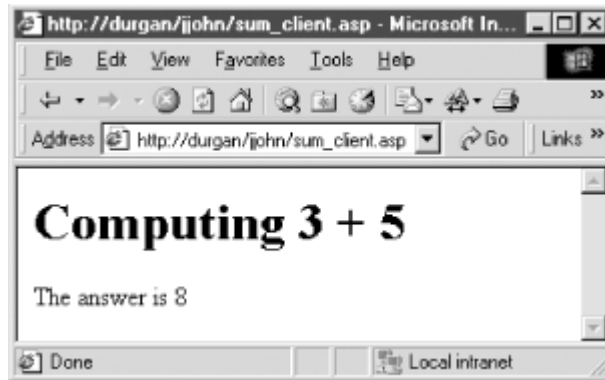 http://durgan/jjohn/sum_client.asp - Microsoft In...
File Edit View Favorites Tools Help
»
Address http://durgan/jjohn/sum_client.asp Go Links »
Computing 3 + 5
The answer is 8
Done Local intranet